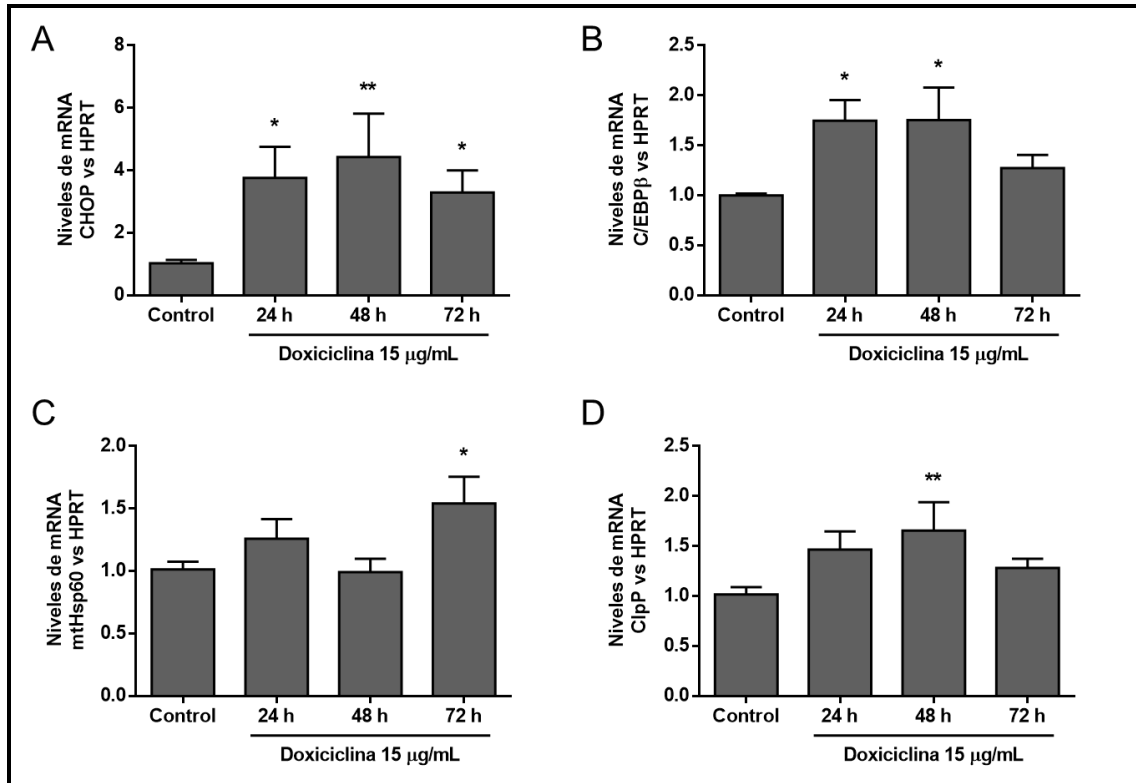 A
Niveles de mRNA
CHOP vs HPRT
8
6
4
2
0
*
**
*
Control
24 h
48 h
72 h
Doxiciclina 15 μg/mL
B
Niveles de mRNA
C/EBPβ vs HPRT
2.5
2.0
1.5
1.0
0.5
0.0
*
*
Control
24 h
48 h
72 h
Doxiciclina 15 μg/mL
C
Niveles de mRNA
mtHsp60 vs HPRT
2.0
1.5
1.0
0.5
0.0
*
Control
24 h
48 h
72 h
Doxiciclina 15 μg/mL
D
Niveles de mRNA
ClpP vs HPRT
2.5
2.0
1.5
1.0
0.5
0.0
**
Control
24 h
48 h
72 h
Doxiciclina 15 μg/mL